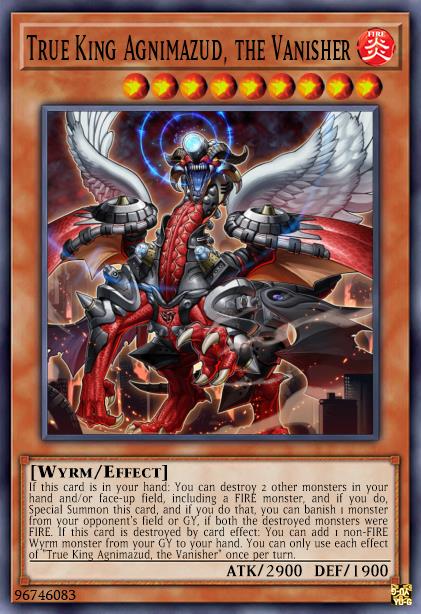 True King Agnimazud, the Vanisher
FIRE
炎
[Wyrm/Effect]
If this card is in your hand: You can destroy 2 other monsters in your
hand and/or face-up field, including a FIRE monster, and if you do,
Special Summon this card, and if you do that, you can banish 1 monster
from your opponent's field or GY, if both the destroyed monsters were
FIRE. If this card is destroyed by card effect: You can add 1 non-FIRE
Wyrm monster from your GY to your hand. You can only use each effect
of "True King Agnimazud, the Vanisher" once per turn.
ATK/2900 DEF/1900
96746083